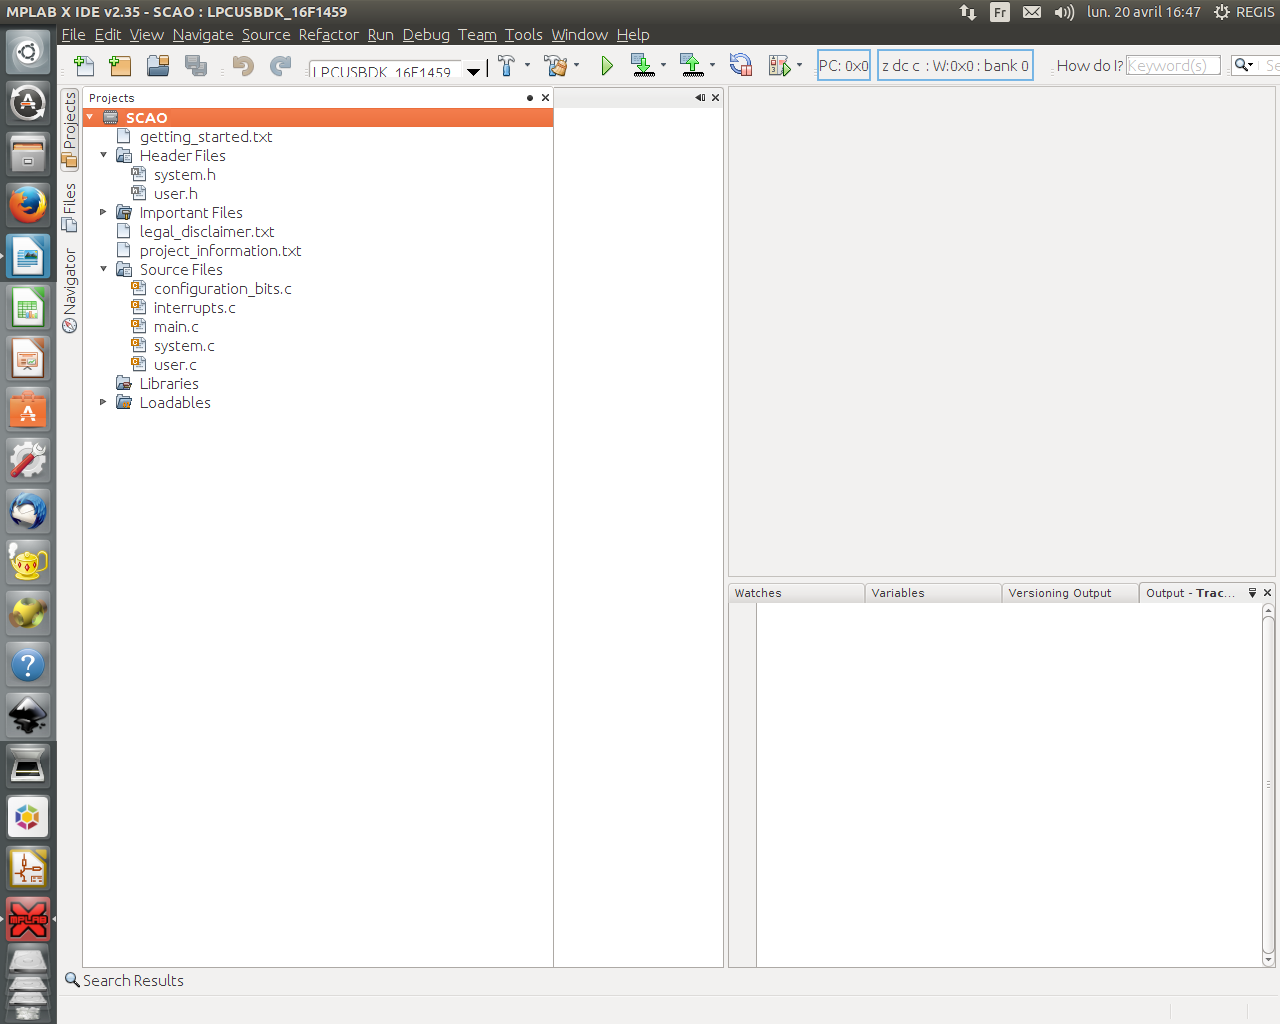 MPLAB X IDE v2.35 - SCAO : LPCUSBDK_16F1459
Fr
lun. 20 avril 16:47
REGIS
File Edit View Navigate Source Refactor Run Debug Team Tools Window Help
LPCUSBDK_16F1459
PC: 0x0
z dc c : W:0x0 : bank 0
How do I?
Keyword(s)
Se
Projects
Files
Navigator
Projects
SCAO
getting_started.txt
Header Files
system.h
user.h
Important Files
legal_disclaimer.txt
project_information.txt
Source Files
configuration_bits.c
interrupts.c
main.c
system.c
user.c
Libraries
Loadables
Watches
Variables
Versioning Output
Output - Trac...
MPLAB
Search Results